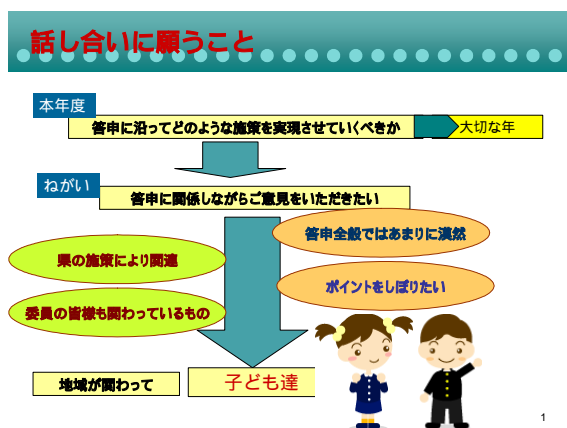 話し合いに願うこと
本年度
答申に沿ってどのような施策を実現させていくべきか
大切な年
ねがい
答申に関係しながらご意見をいただきたい
答申全般ではあまりに漠然
県の施策により関連
ポイントをしぼりたい
委員の皆様も関わっているもの
地域が関わって
子ども達
1